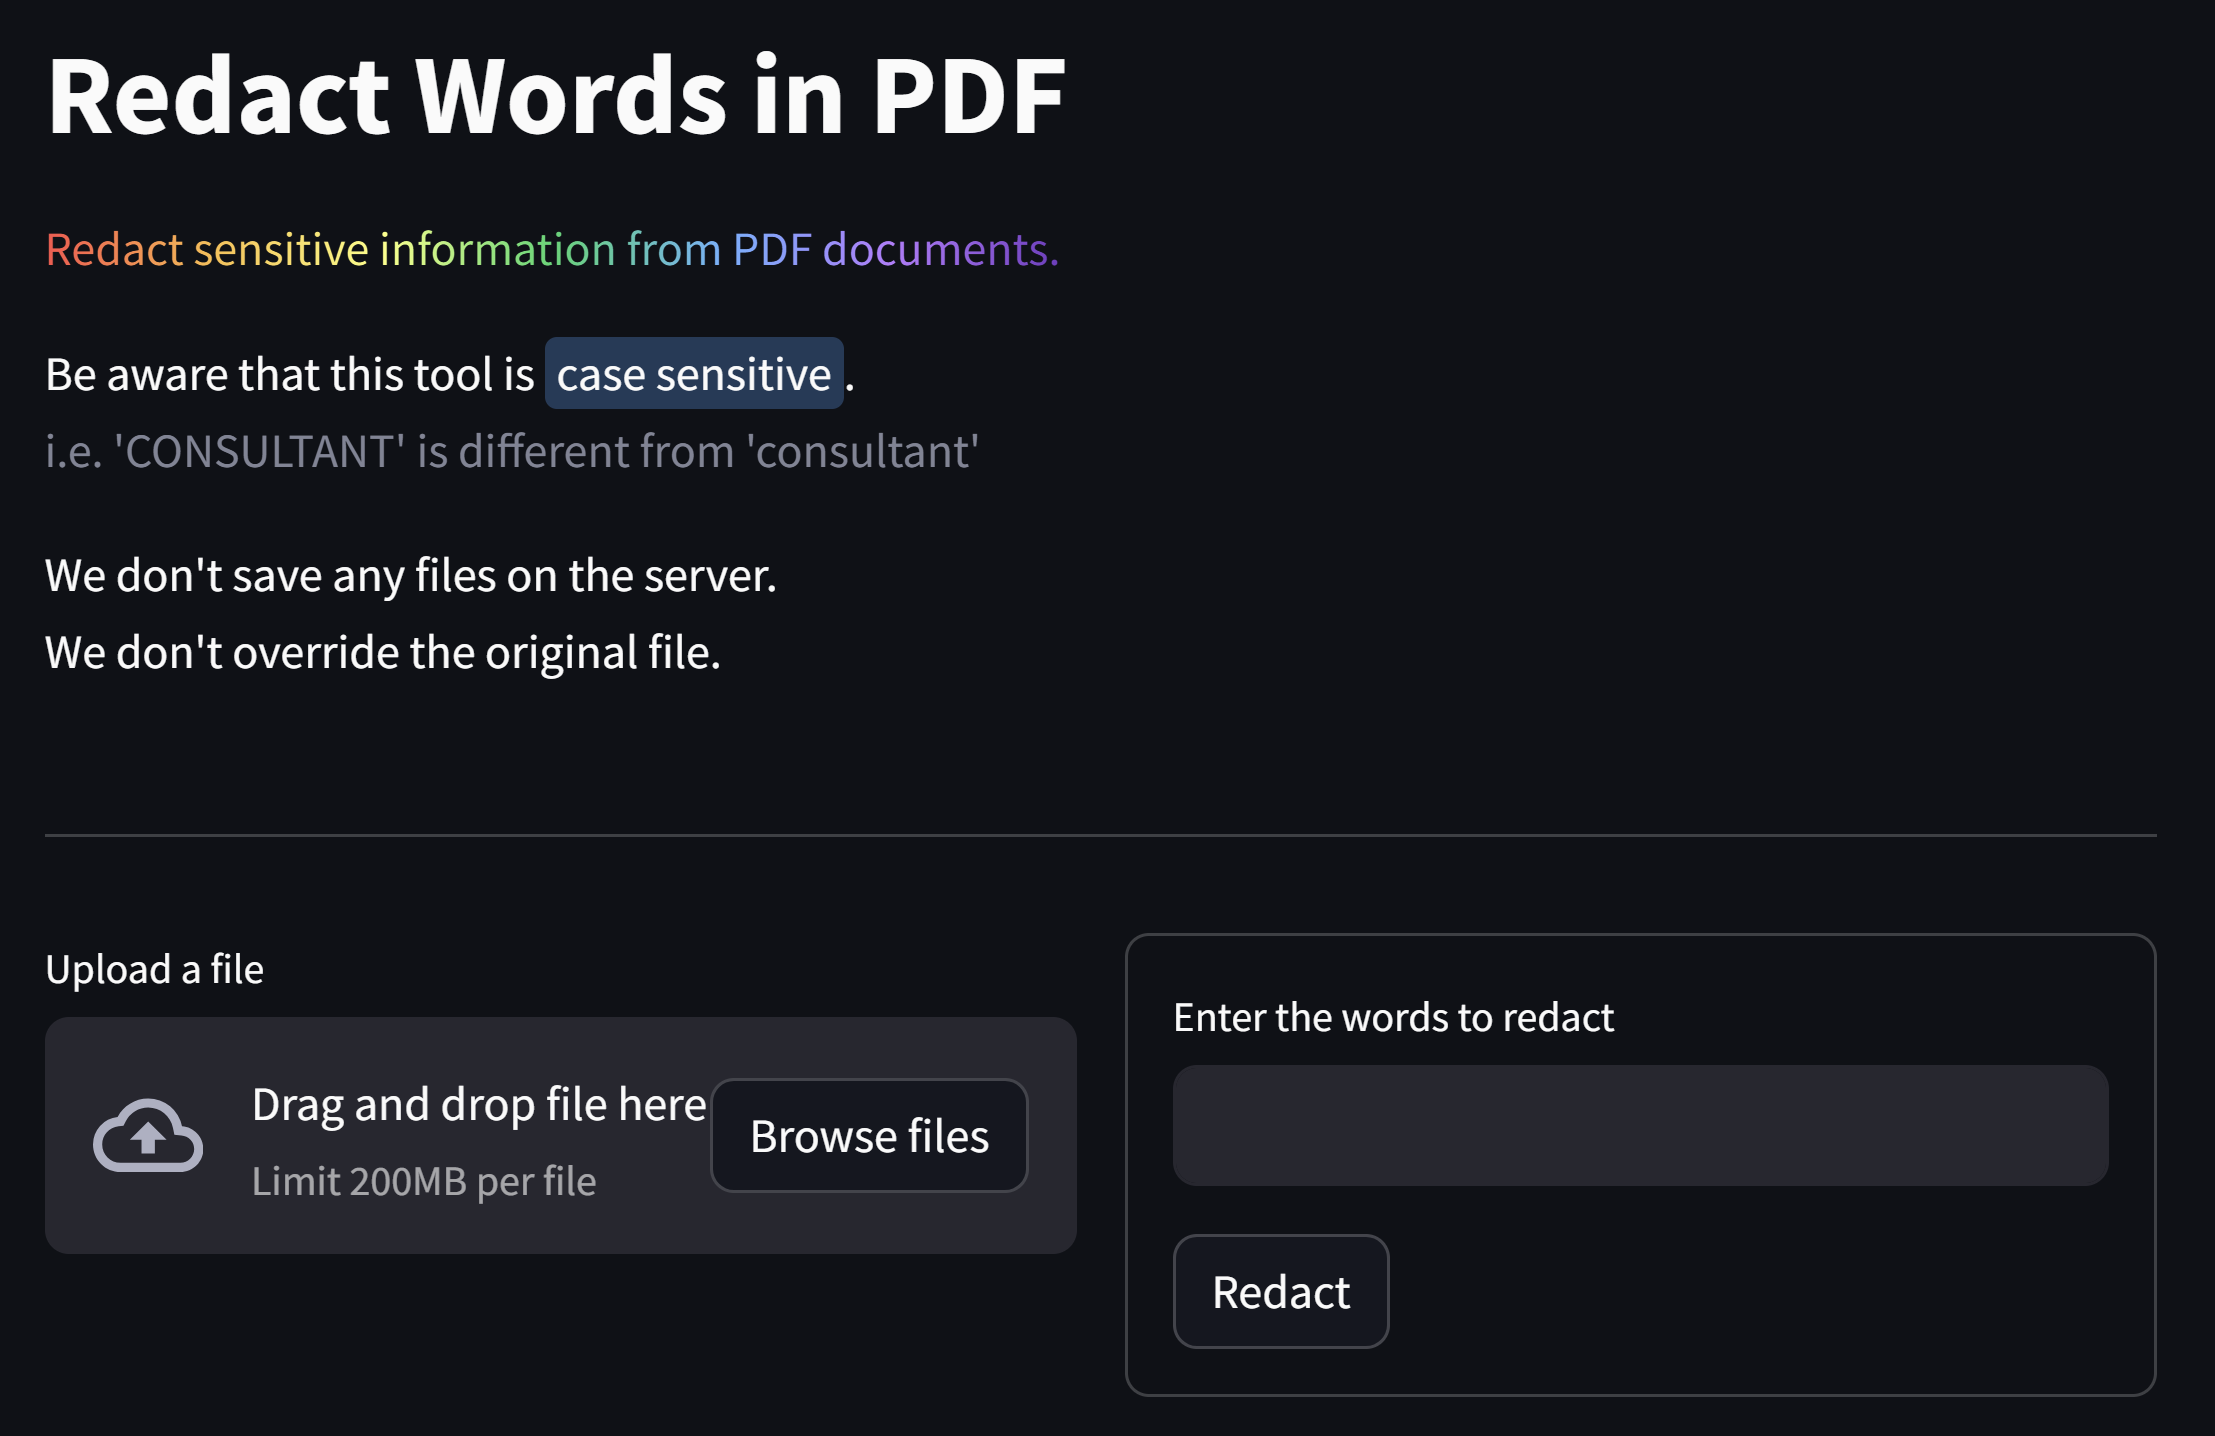 Redact Words in PDF
Redact sensitive information from PDF documents.
Be aware that this tool is case sensitive.
i.e. 'CONSULTANT' is different from 'consultant'
We don't save any files on the server.
We don't override the original file.
Upload a file
Drag and drop file here
Limit 200MB per file
Browse files
Enter the words to redact
Redact